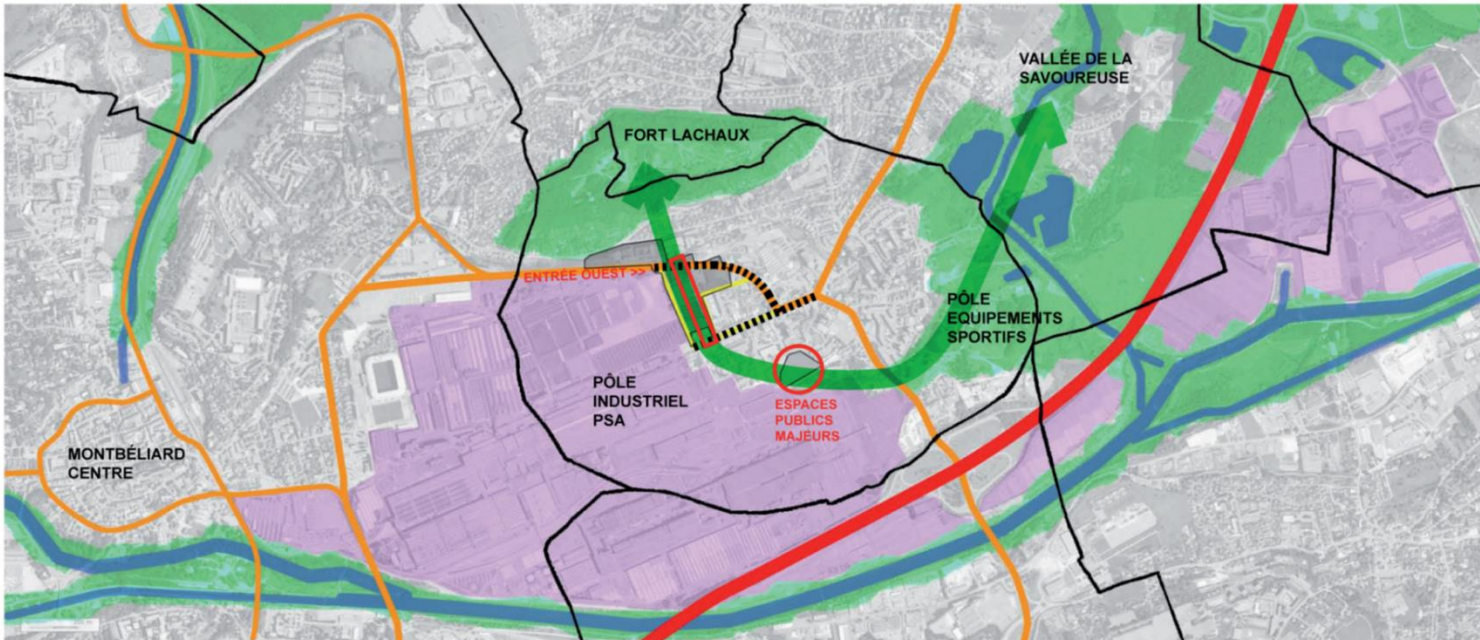 VALLÉE DE LA
SAVOUREUSE
FORT LACHAUX
ENTRÉE OUEST >>
PÔLE
EQUIPEMENTS
SPORTIFS
PÔLE
INDUSTRIEL
PSA
ESPACES
PUBLICS
MAJEURS
MONTBÉLIARD
CENTRE